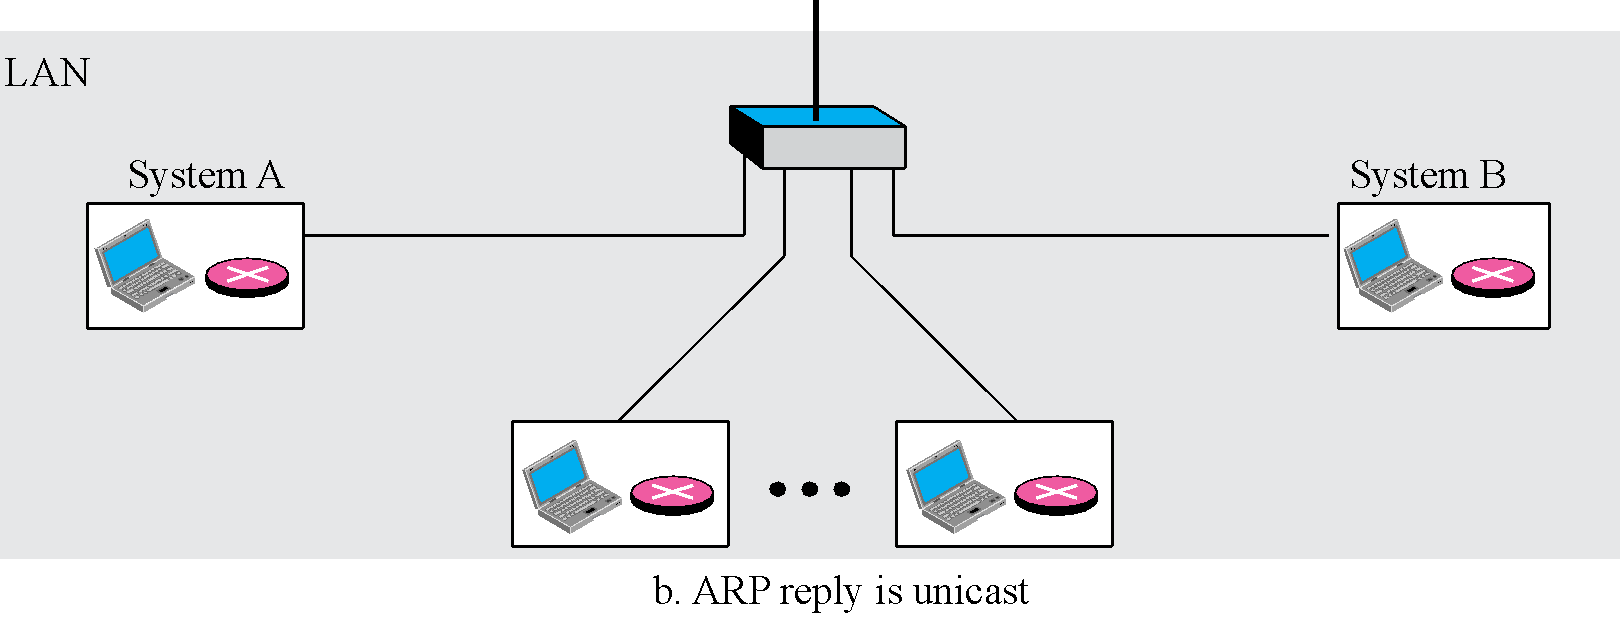 LAN
System A
System B
b. ARP reply is unicast